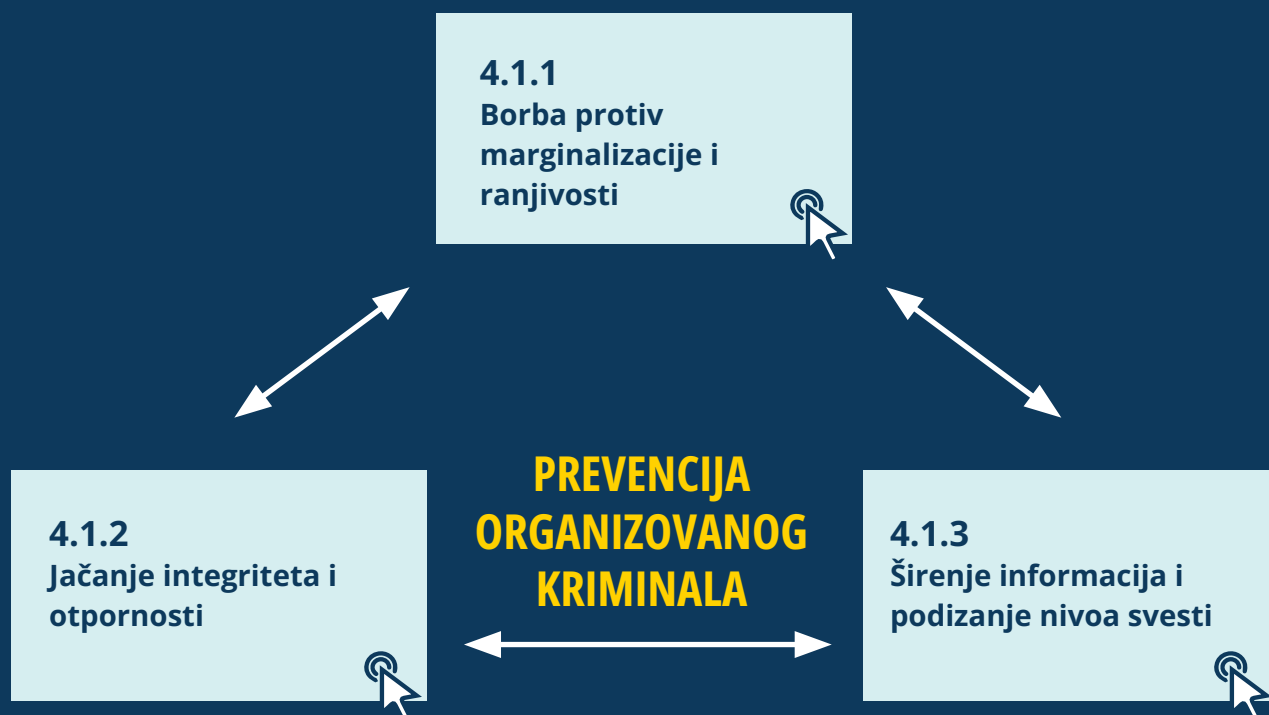 4.1.1
Borba protiv
marginalizacije i
ranjivosti
PREVENCIJA
ORGANIZOVANOG
KRIMINALA
4.1.2
Jačanje integriteta i
otpornosti
4.1.3
Širenje informacija i
podizanje nivoa svesti